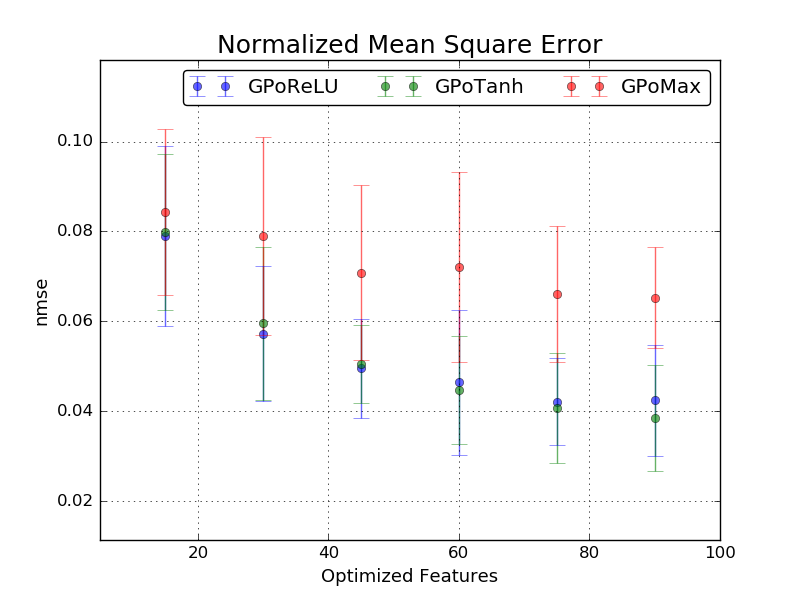 Normalized Mean Square Error
GPoReLU GPoTanh GPoMax
0.10
0.08
0.06
0.04
0.02
nmse
20 40 60 80 100
Optimized Features